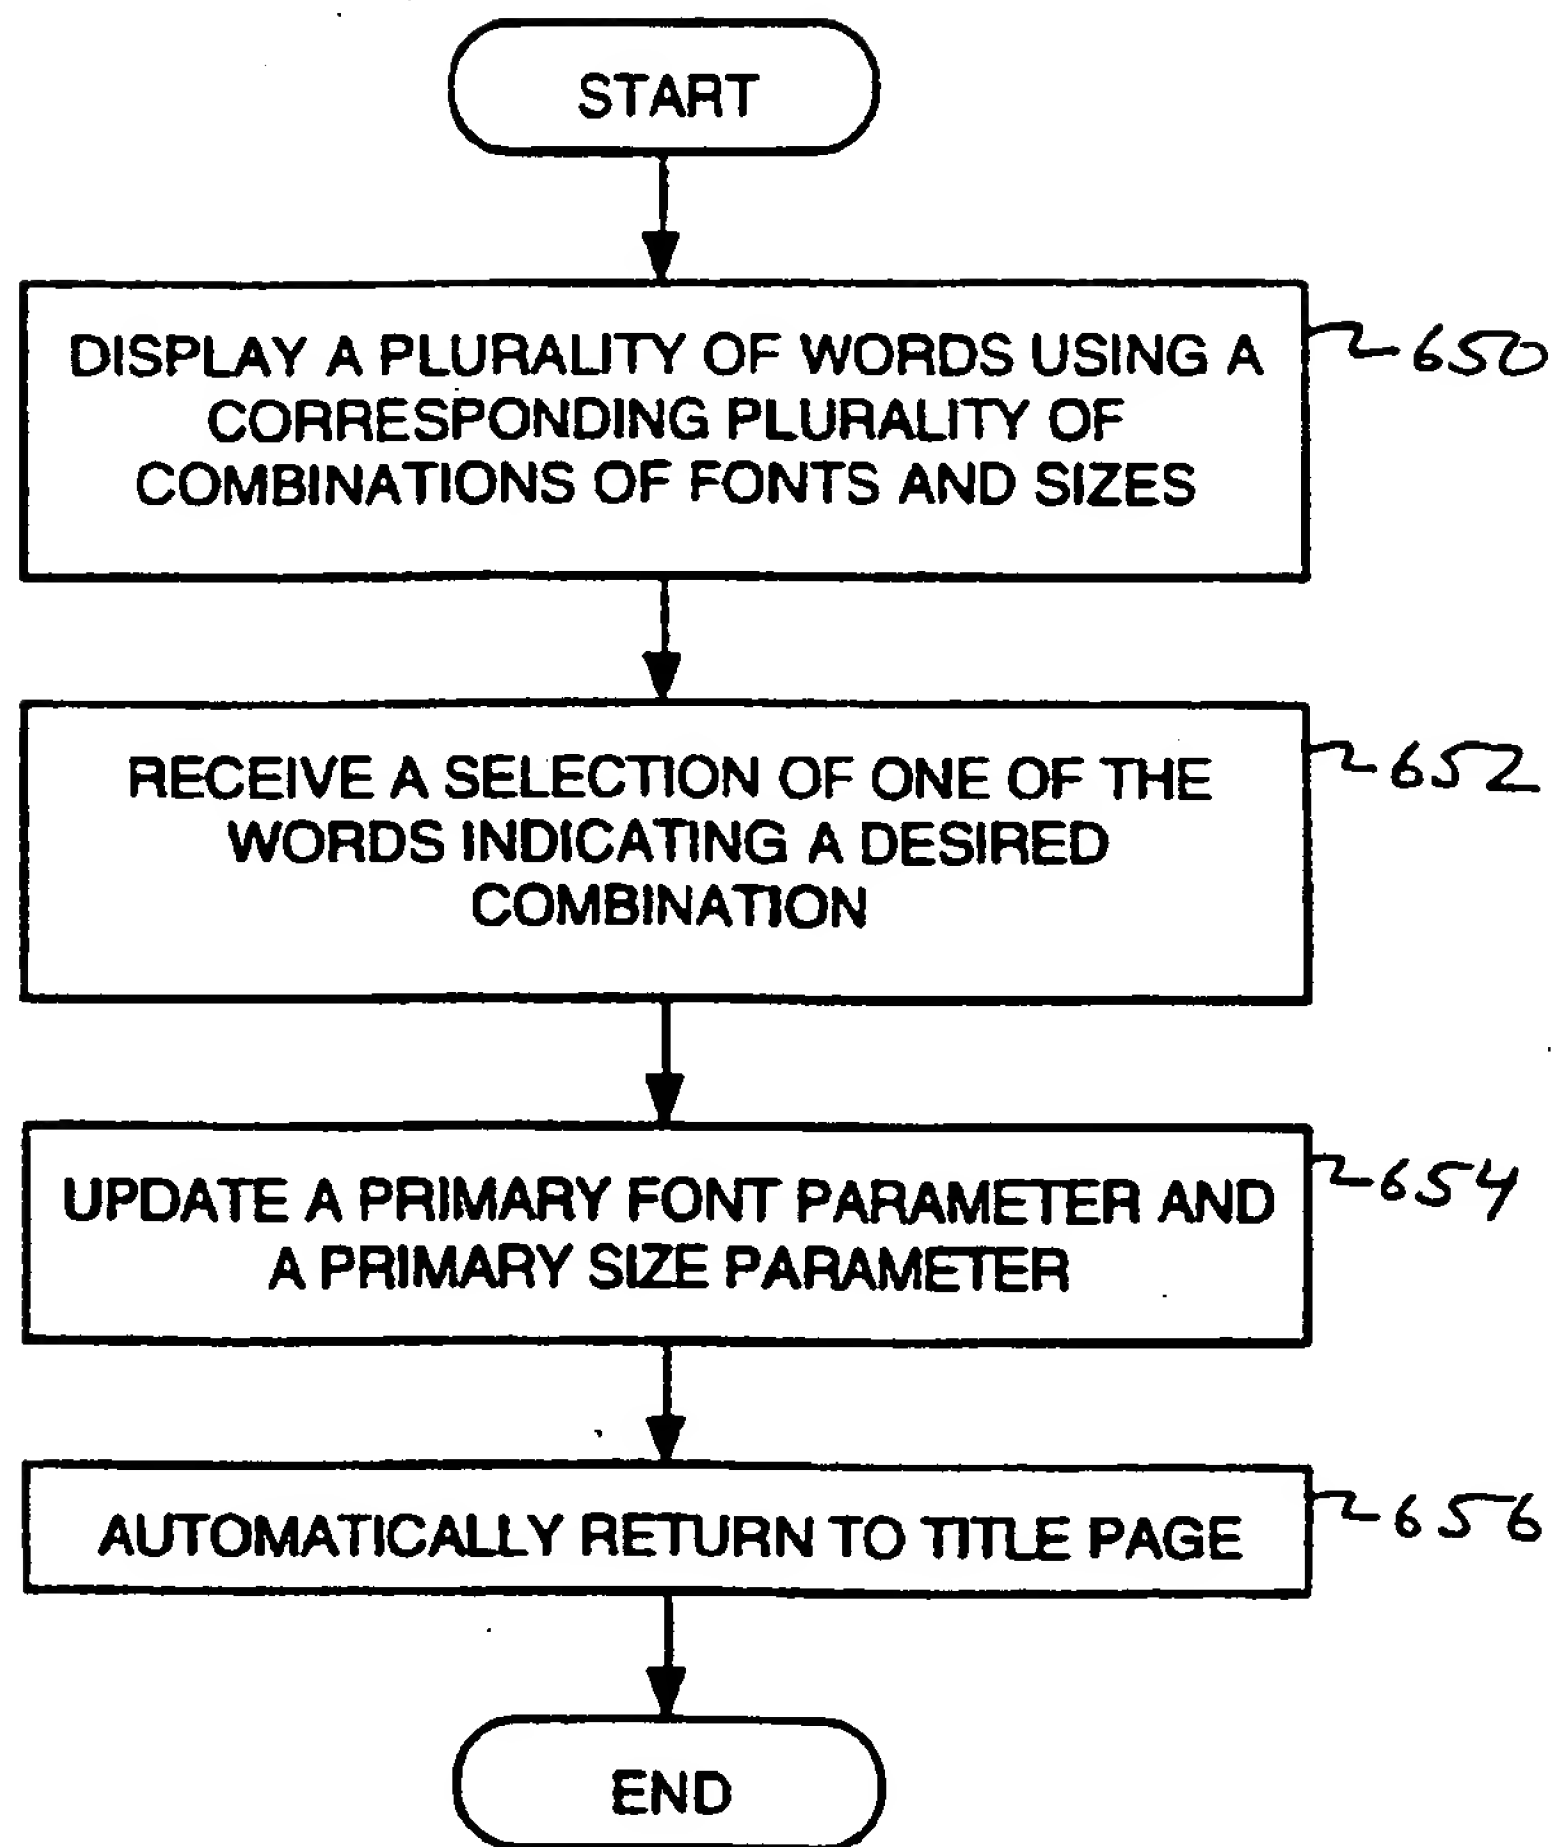 START
DISPLAY A PLURALITY OF WORDS USING A
CORRESPONDING PLURALITY OF
COMBINATIONS OF FONTS AND SIZES
650
RECEIVE A SELECTION OF ONE OF THE
WORDS INDICATING A DESIRED
COMBINATION
652
UPDATE A PRIMARY FONT PARAMETER AND
A PRIMARY SIZE PARAMETER
654
AUTOMATICALLY RETURN TO TITLE PAGE
656
END